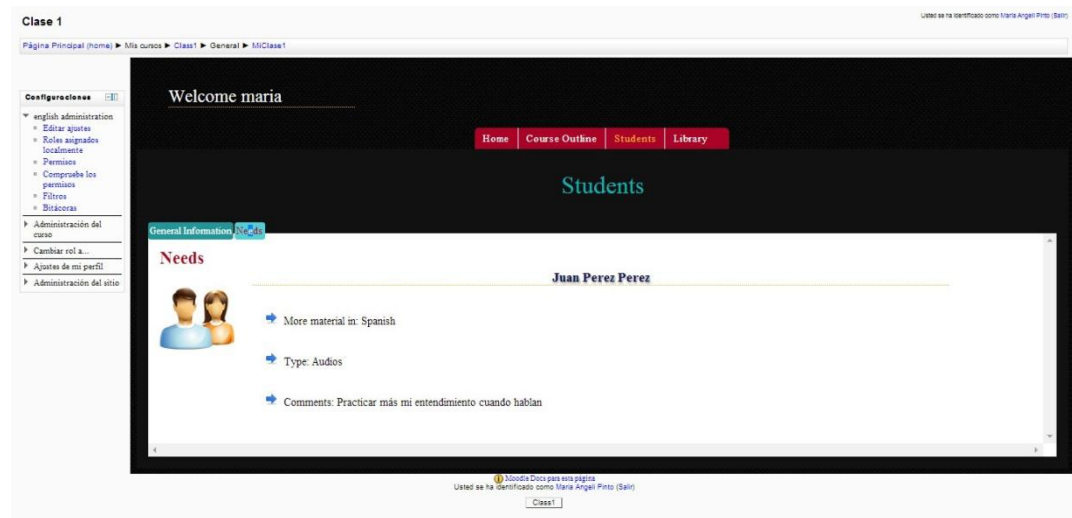 Clase 1
Usted se ha identificado como Maria Angeli Pinto (Salir)
Página Principal (home) ► Mis cursos ► Class1 ► General ► MiClase1
Configuraciones
english administration
Editar ajustes
Roles asignados
localmente
Permisos
Compruebe los
permisos
Filtros
Bitácoras
Administración del
curso
Cambiar rol a...
Ajustes de mi perfil
Administración del sitio
Welcome maria
Home Course Outline Students Library
Students
General Information Needs
Needs
Juan Perez Perez
More material in: Spanish
Type: Audios
Comments: Practicar más mi entendimiento cuando hablan
Moodle Docs para esta página
Usted se ha identificado como Maria Angeli Pinto (Salir)
Class1